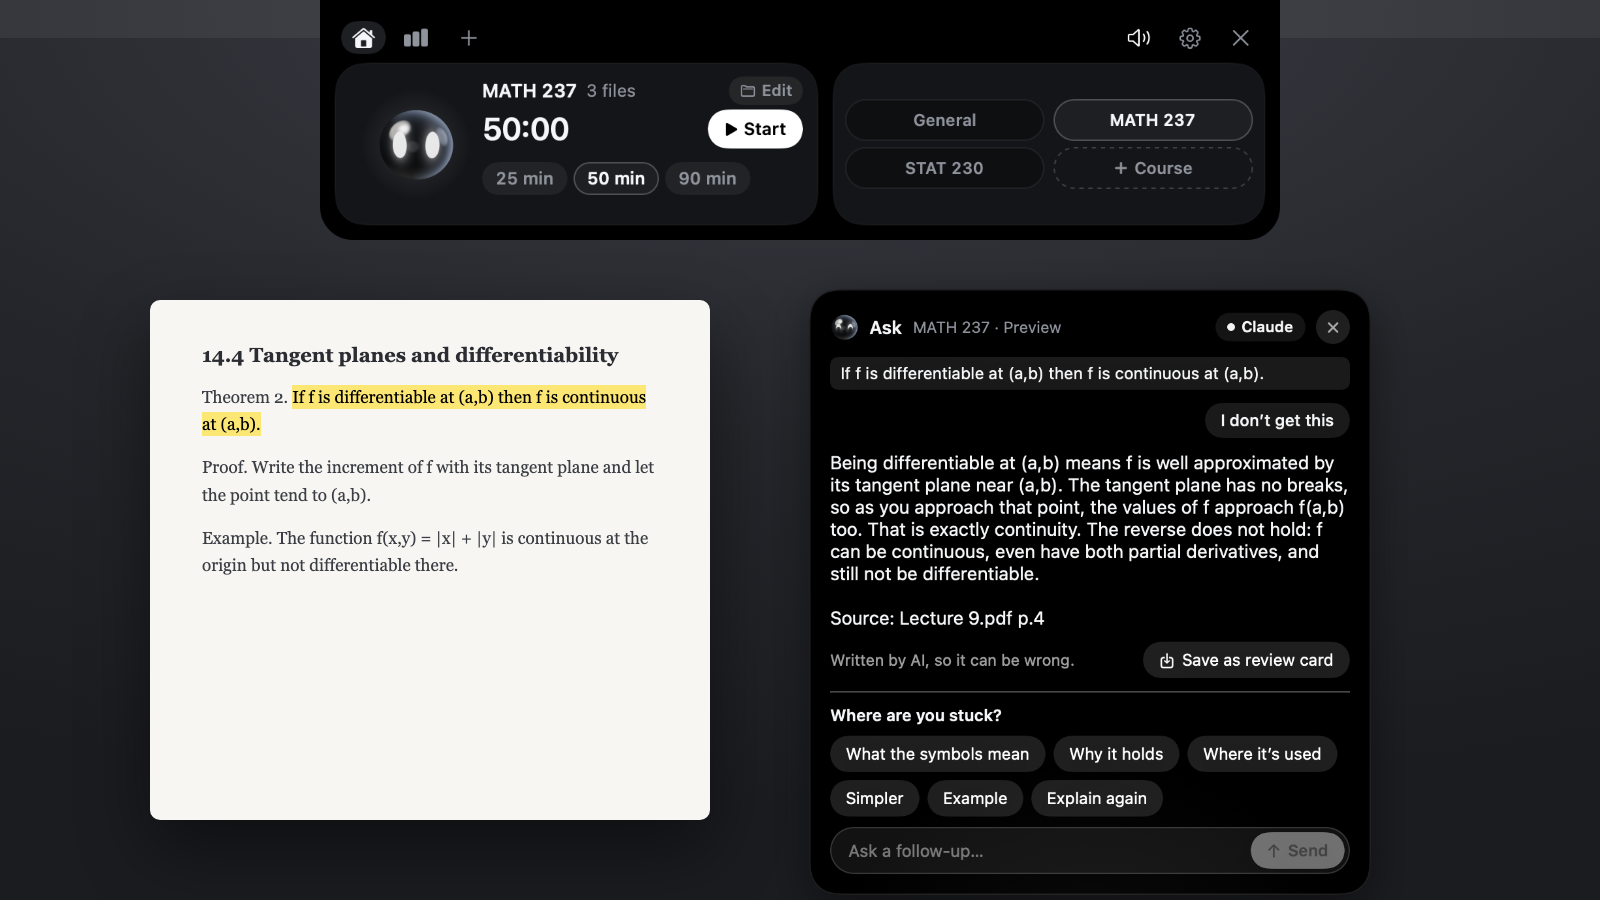 MATH 237 3 files
Edit
50:00
Start
25 min
50 min
90 min
General
MATH 237
STAT 230
+ Course
14.4 Tangent planes and differentiability
Theorem 2. If f is differentiable at (a,b) then f is continuous
at (a,b).
Proof. Write the increment of f with its tangent plane and let
the point tend to (a,b).
Example. The function f(x,y) = |x| + |y| is continuous at the
origin but not differentiable there.
Ask MATH 237 · Preview
Claude
If f is differentiable at (a,b) then f is continuous at (a,b).
I don’t get this
Being differentiable at (a,b) means f is well approximated by
its tangent plane near (a,b). The tangent plane has no breaks,
so as you approach that point, the values of f approach f(a,b)
too. That is exactly continuity. The reverse does not hold: f
can be continuous, even have both partial derivatives, and
still not be differentiable.
Source: Lecture 9.pdf p.4
Written by AI, so it can be wrong.
Save as review card
Where are you stuck?
What the symbols mean
Why it holds
Where it’s used
Simpler
Example
Explain again
Ask a follow-up...
Send